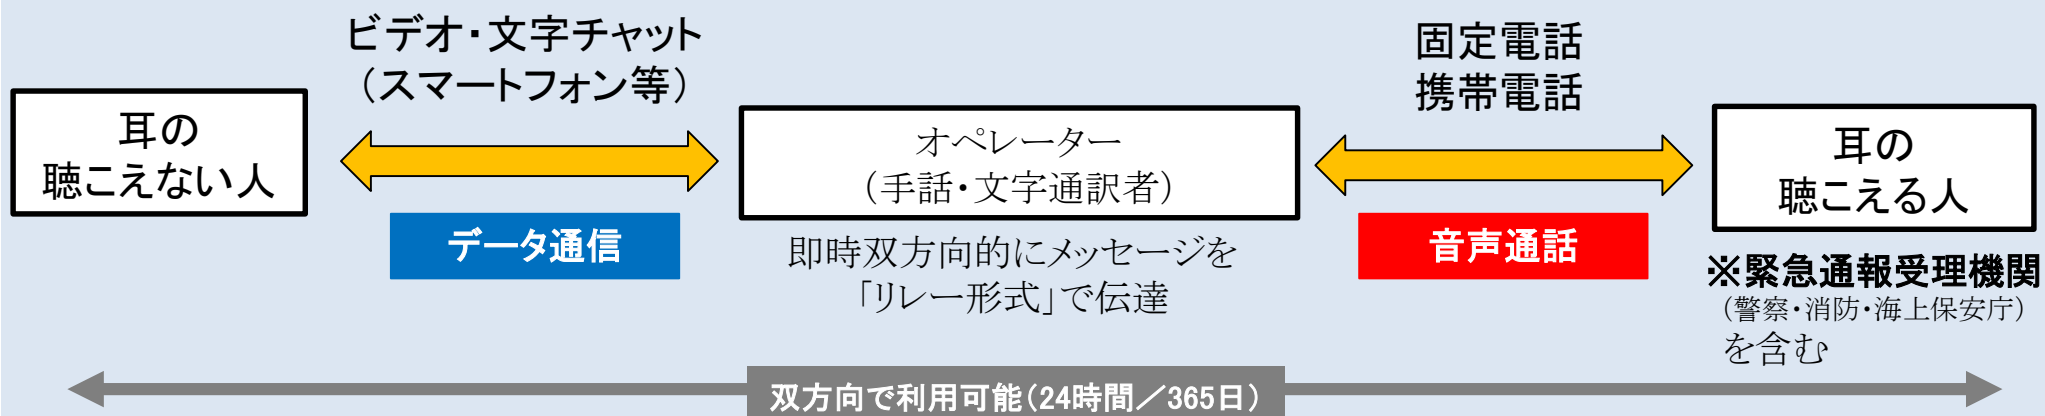 ビデオ・文字チャット
（スマートフォン等）
固定電話
携帯電話
耳の
聴こえない人
オペレーター
（手話・文字通訳者）
耳の
聴こえる人
データ通信
即時双方向的にメッセージを
「リレー形式」で伝達
音声通話
※緊急通報受理機関
（警察・消防・海上保安庁）
を含む
双方向で利用可能（24時間／365日）